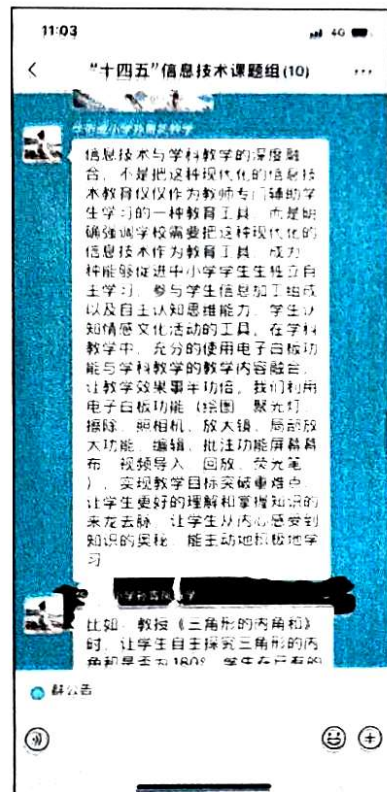 11:03
4G
“十四五”信息技术课题组(10)
信息技术与学科教学的深度融
合，不是把这种现代化的信息技
术教育仅仅作为教师专门辅助学
生学习的一种教育工具，而是明
确强调学校需要把这种现代化的
信息技术作为教育工具，成为一
种能够促进中小学学生生独立自
主学习，参与学生信息加工组成
以及自主认知思维能力，学生认
知情感文化活动的工具。在学科
教学中，充分的使用电子白板功
能与学科教学的教学内容融合，
让教学效果事半功倍。我们利用
电子白板功能（绘图、聚光灯、
擦除、照相机、放大镜、局部放
大功能、编辑、批注功能屏幕幕
布、视频导入、回放、荧光笔
），实现教学目标突破重难点，
让学生更好的理解和掌握知识的
来龙去脉，让学生从内心感受到
知识的奥秘，能主动地积极地学
习
比如：教授《三角形的内角和》
时，让学生自主探究三角形的内
角和是否为180°，学生在已有的
群公告